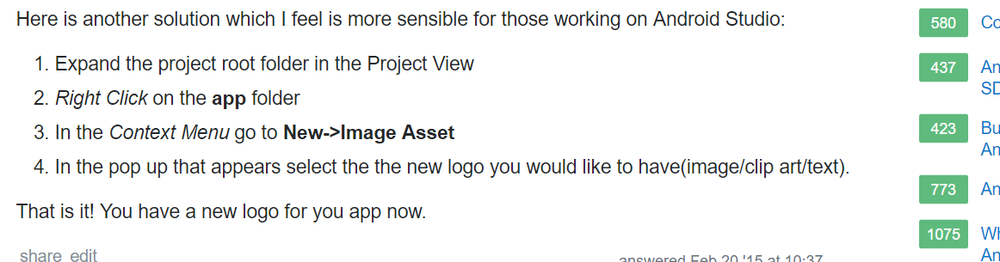 Here is another solution which I feel is more sensible for those working on Android Studio:
1. Expand the project root folder in the Project View
2. Right Click on the app folder
3. In the Context Menu go to New->Image Asset
4. In the pop up that appears select the the new logo you would like to have(image/clip art/text).
That is it! You have a new logo for you app now.
share edit
answered Feb 20 '15 at 10:37
580
437 An
SD
423 Bu
An
773 An
1075 Wh
An